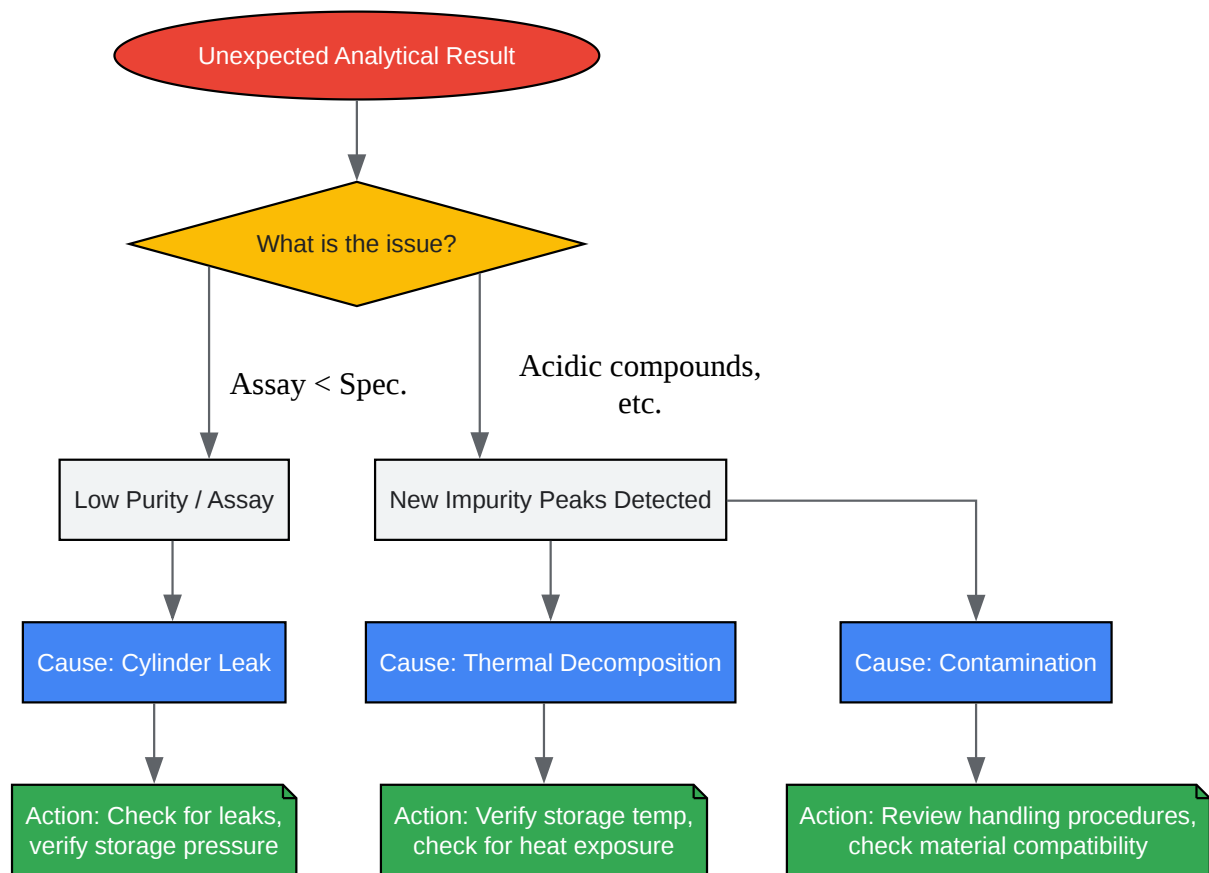 Unexpected Analytical Result
What is the issue?
Assay < Spec.
Acidic compounds,
etc.
Low Purity / Assay
New Impurity Peaks Detected
Cause: Cylinder Leak
Cause: Thermal Decomposition
Cause: Contamination
Action: Check for leaks,
verify storage pressure
Action: Verify storage temp,
check for heat exposure
Action: Review handling procedures,
check material compatibility